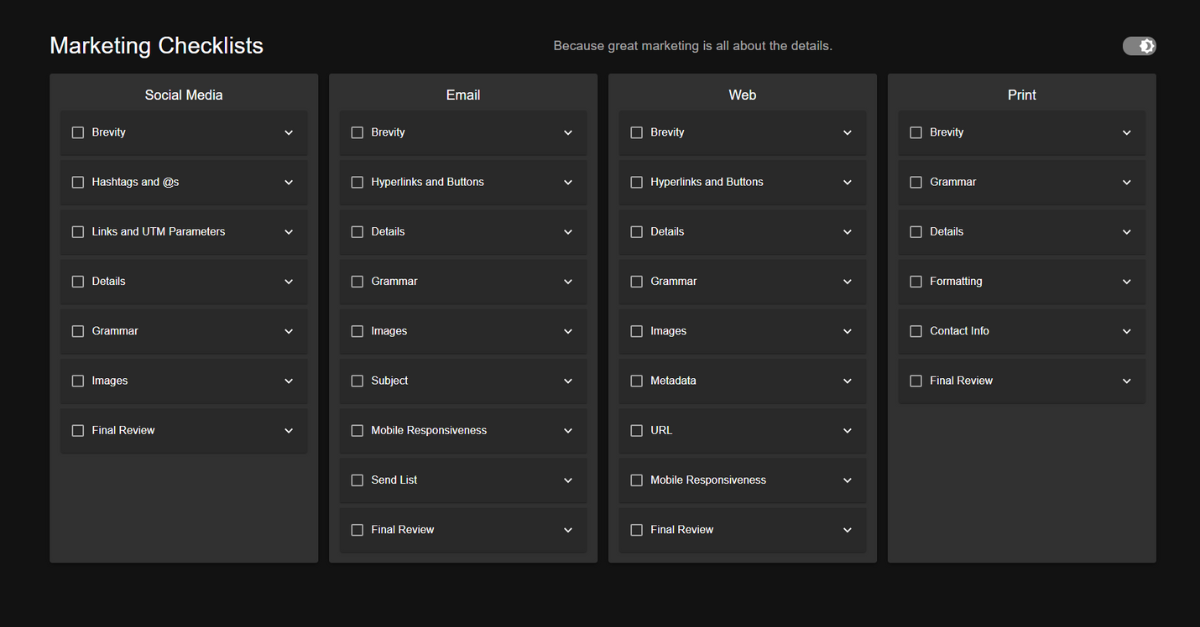 Marketing Checklists
Because great marketing is all about the details.
Social Media
Brevity
Hashtags and @s
Links and UTM Parameters
Details
Grammar
Images
Final Review
Email
Brevity
Hyperlinks and Buttons
Details
Grammar
Images
Subject
Mobile Responsiveness
Send List
Final Review
Web
Brevity
Hyperlinks and Buttons
Details
Grammar
Images
Metadata
URL
Mobile Responsiveness
Final Review
Print
Brevity
Grammar
Details
Formatting
Contact Info
Final Review